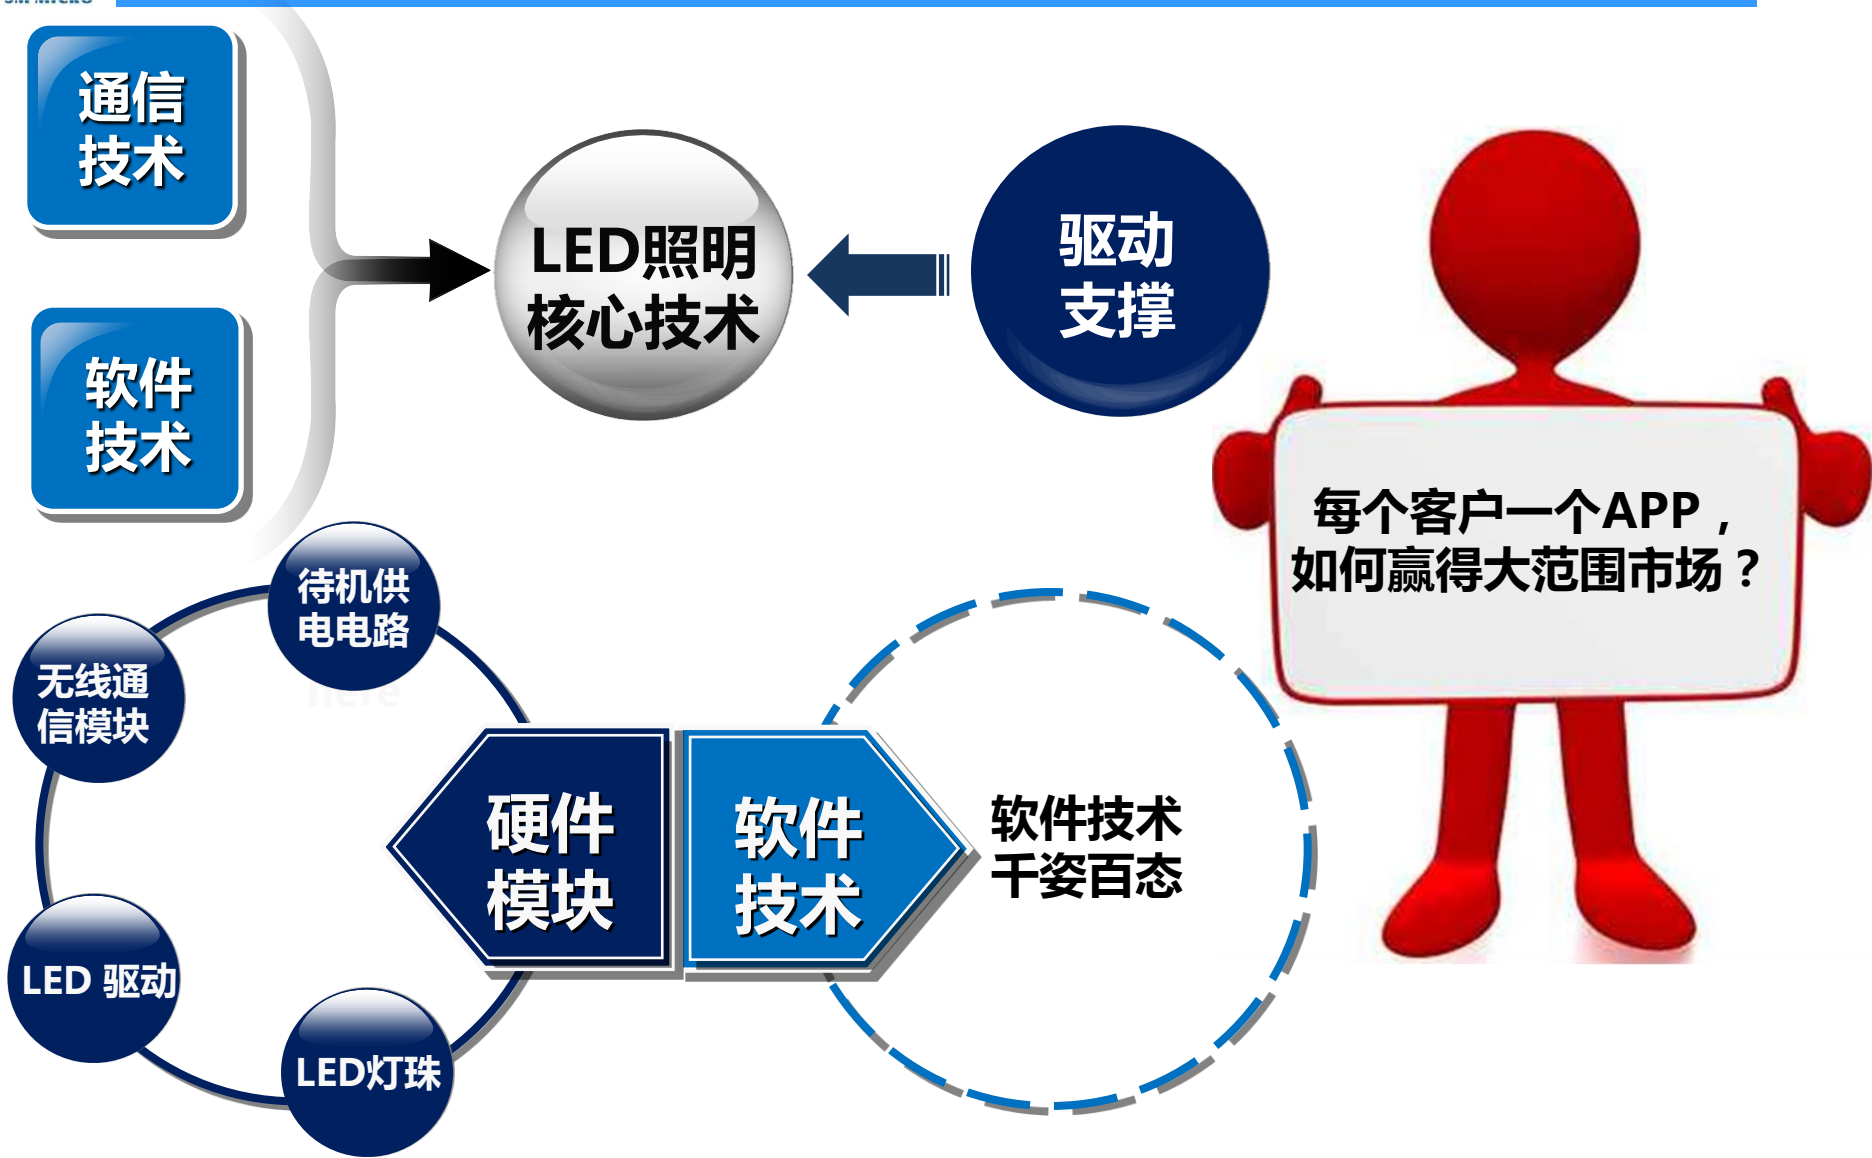 通信
技术
软件
技术
LED照明
核心技术
驱动
支撑
每个客户一个APP，
如何赢得大范围市场？
待机供
电电路
无线通
信模块
LED 驱动
LED灯珠
硬件
模块
软件
技术
软件技术
千姿百态
here